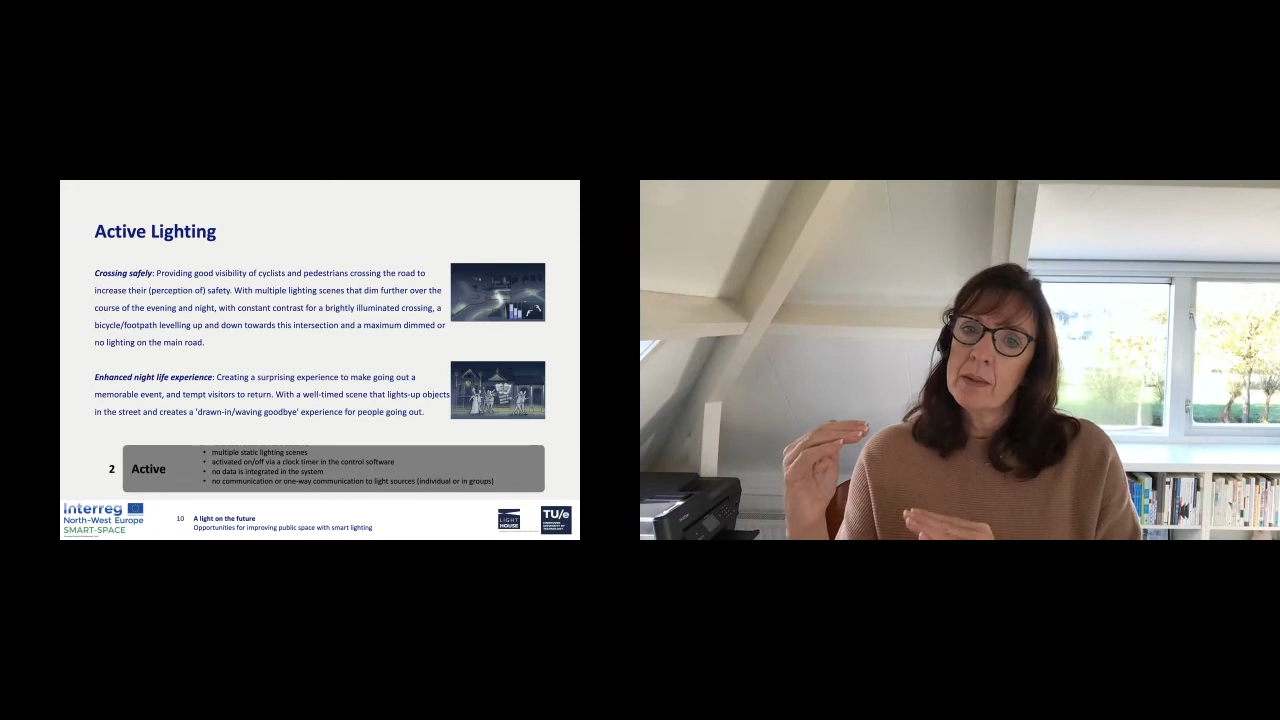 Active Lighting
Crossing safely: Providing good visibility of cyclists and pedestrians crossing the road to
increase their (perception of) safety. With multiple lighting scenes that dim further over the
course of the evening and night, with constant contrast for a brightly illuminated crossing, a
bicycle/footpath levelling up and down towards this intersection and a maximum dimmed or
no lighting on the main road.
Enhanced night life experience: Creating a surprising experience to make going out a
memorable event, and tempt visitors to return. With a well-timed scene that lights-up objects
in the street and creates a 'drawn-in/waving goodbye' experience for people going out.
2 Active
• multiple static lighting scenes
• activated on/off via a clock timer in the control software
• no data is integrated in the system
• no communication or one-way communication to light sources (individual or in groups)
Interreg
North-West Europe
SMART-SPACE
10 A light on the future
Opportunities for improving public space with smart lighting
LIGHT
HOUSE
TU/e